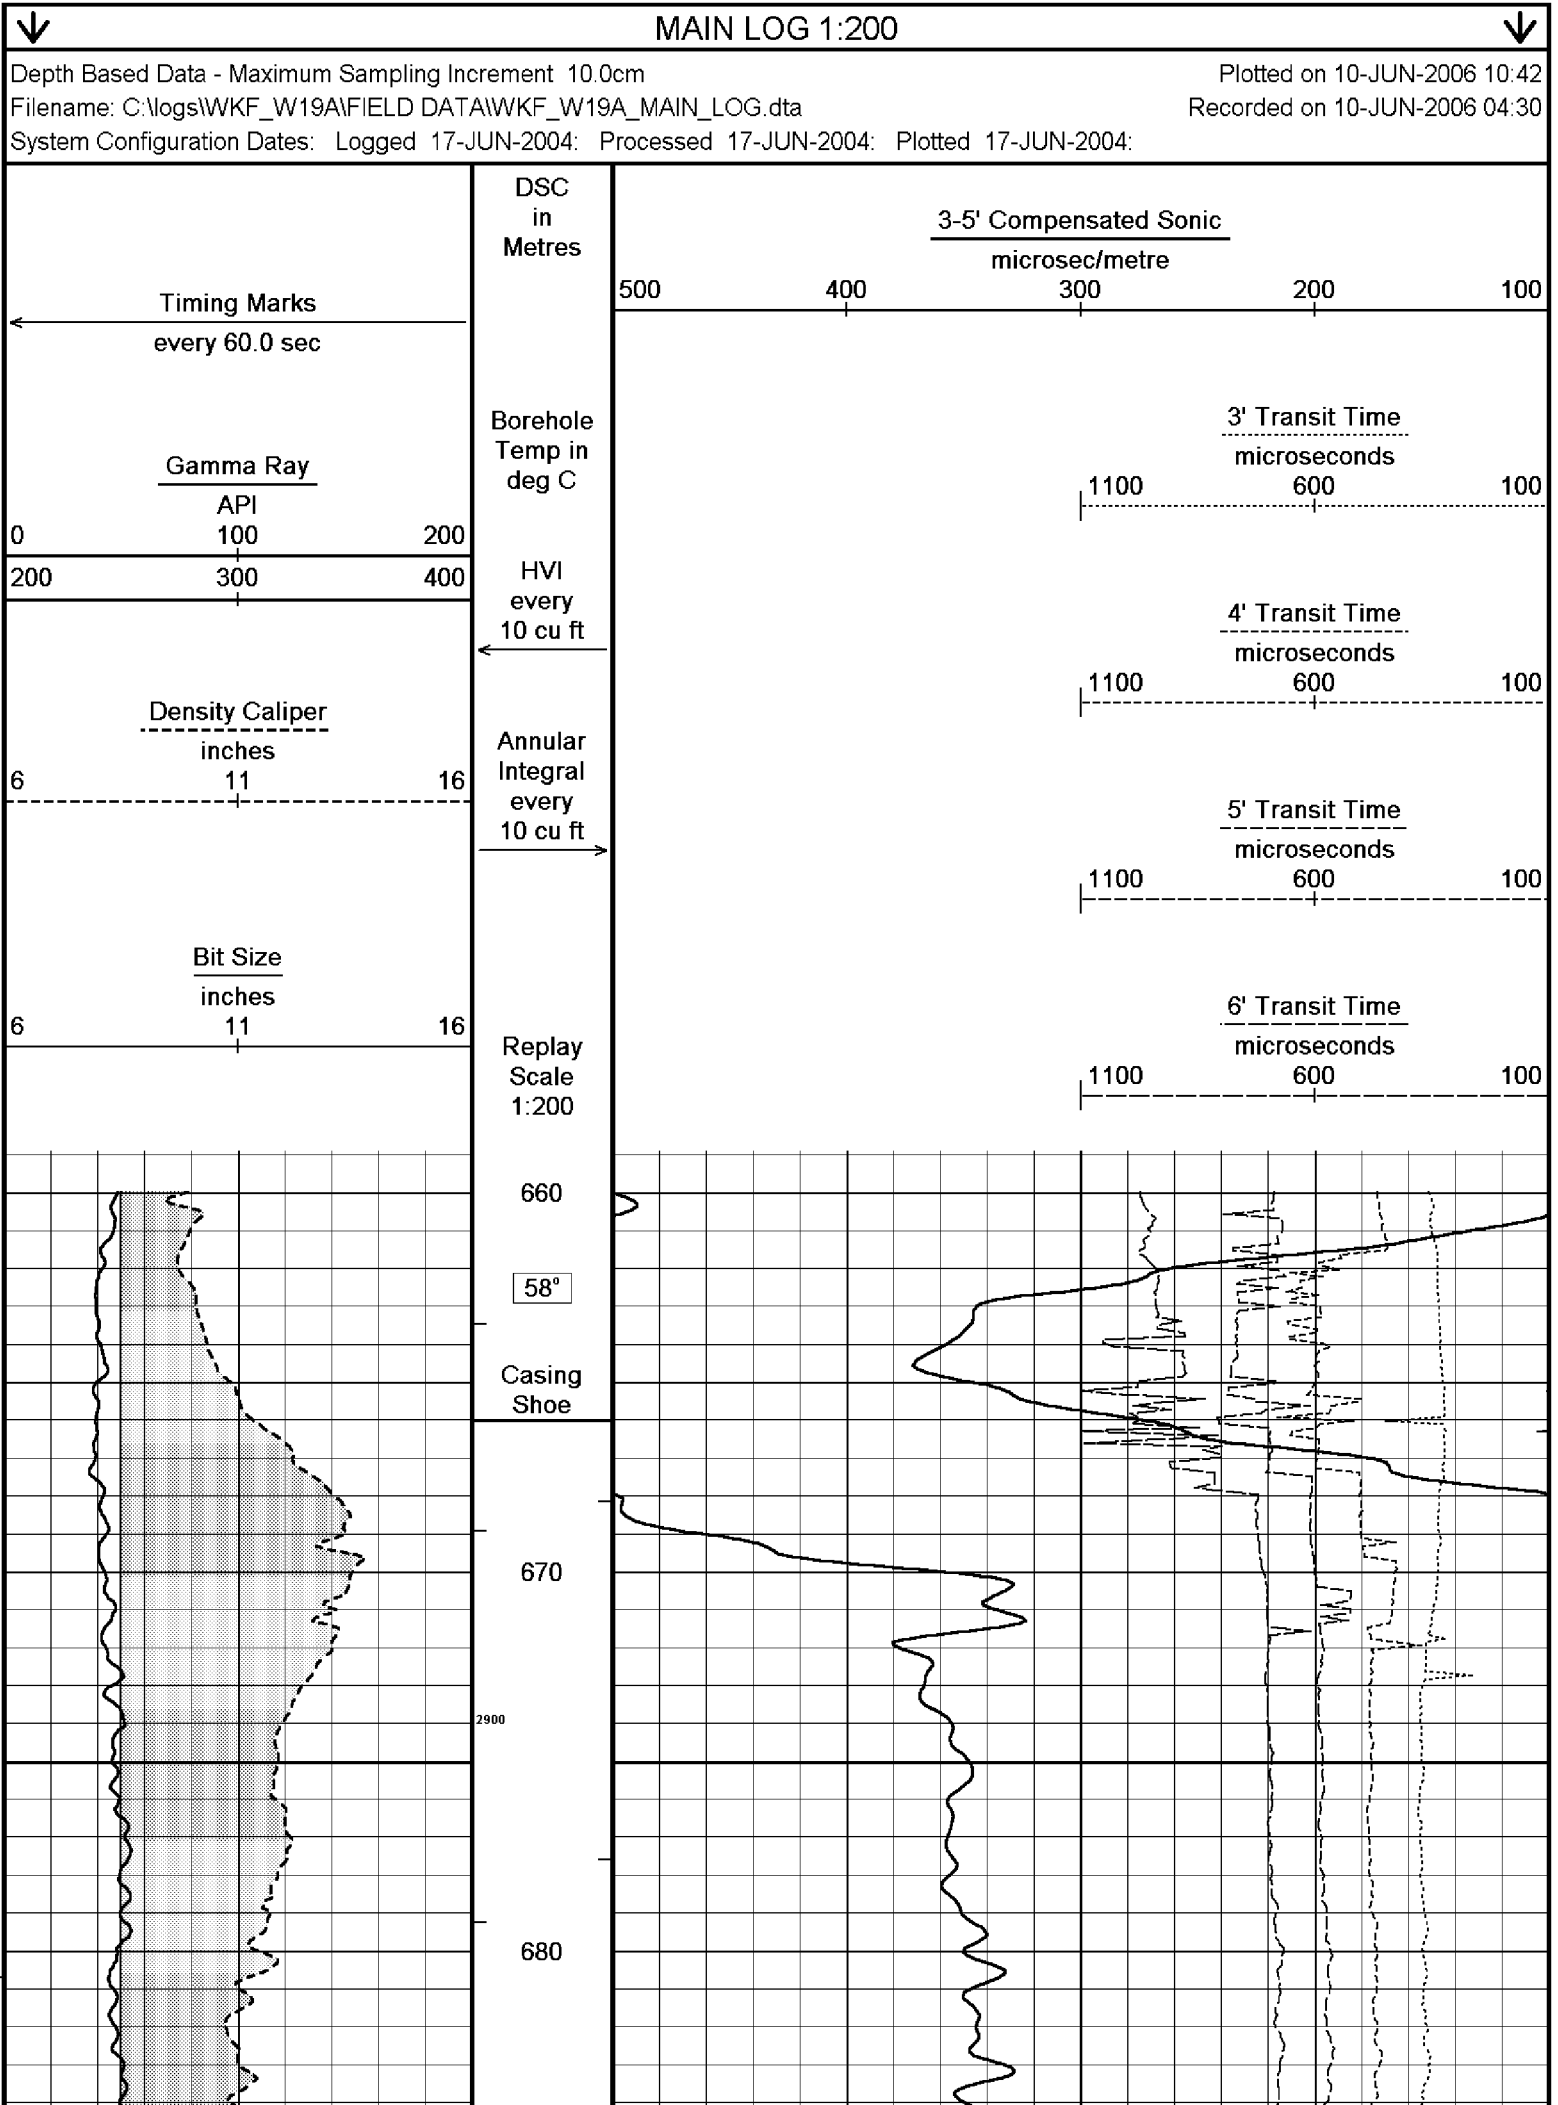 MAIN LOG 1:200
Depth Based Data - Maximum Sampling Increment 10.0cm
Plotted on 10-JUN-2006 10:42
Filename: C:\logs\WKF_W19A\FIELD DATA\WKF_W19A_MAIN_LOG.dta
Recorded on 10-JUN-2006 04:30
System Configuration Dates: Logged 17-JUN-2004: Processed 17-JUN-2004: Plotted 17-JUN-2004:
Timing Marks
every 60.0 sec
Gamma Ray
API
0 100 200
200 300 400
Density Caliper
inches
6 11 16
Bit Size
inches
6 11 16
DSC
in
Metres
Borehole
Temp in
deg C
HVI
every
10 cu ft
Annular
Integral
every
10 cu ft
Replay
Scale
1:200
3-5' Compensated Sonic
microsec/metre
500 400 300 200 100
3' Transit Time
microseconds
1100 600 100
4' Transit Time
microseconds
1100 600 100
5' Transit Time
microseconds
1100 600 100
6' Transit Time
microseconds
1100 600 100
660
58°
Casing
Shoe
670
2900
680